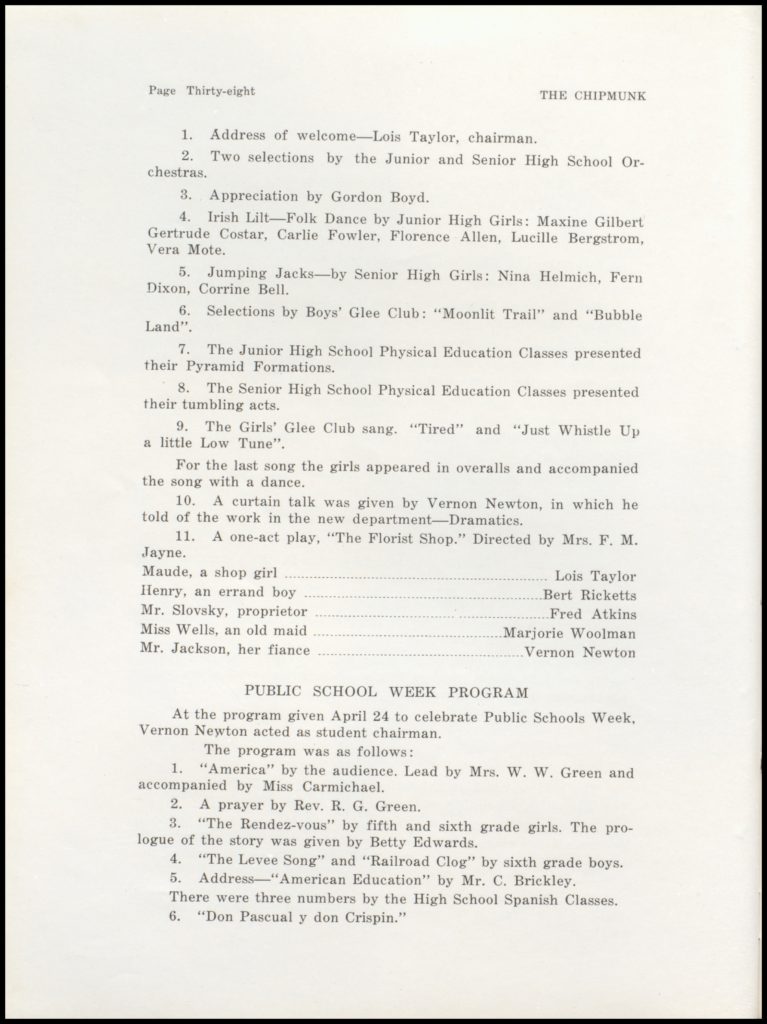 Page Thirty-eight
THE CHIPMUNK
1. Address of welcome—Lois Taylor, chairman.
2. Two selections by the Junior and Senior High School Or-
chestras.
3. Appreciation by Gordon Boyd.
4. Irish Lilt—Folk Dance by Junior High Girls: Maxine Gilbert
Gertrude Costar, Carlie Fowler, Florence Allen, Lucille Bergstrom,
Vera Mote.
5. Jumping Jacks—by Senior High Girls: Nina Helmich, Fern
Dixon, Corrine Bell.
6. Selections by Boys' Glee Club: "Moonlit Trail" and "Bubble
Land".
7. The Junior High School Physical Education Classes presented
their Pyramid Formations.
8. The Senior High School Physical Education Classes presented
their tumbling acts.
9. The Girls' Glee Club sang. "Tired" and "Just Whistle Up
a little Low Tune".
For the last song the girls appeared in overalls and accompanied
the song with a dance.
10. A curtain talk was given by Vernon Newton, in which he
told of the work in the new department—Dramatics.
11. A one-act play, "The Florist Shop." Directed by Mrs. F. M.
Jayne.
Maude, a shop girl ........ Lois Taylor
Henry, an errand boy ........ Bert Ricketts
Mr. Slovsky, proprietor ........ Fred Atkins
Miss Wells, an old maid ........ Marjorie Woolman
Mr. Jackson, her fiance ........ Vernon Newton
PUBLIC SCHOOL WEEK PROGRAM
At the program given April 24 to celebrate Public Schools Week,
Vernon Newton acted as student chairman.
The program was as follows:
1. "America" by the audience. Lead by Mrs. W. W. Green and
accompanied by Miss Carmichael.
2. A prayer by Rev. R. G. Green.
3. "The Rendez-vous" by fifth and sixth grade girls. The pro-
logue of the story was given by Betty Edwards.
4. "The Levee Song" and "Railroad Clog" by sixth grade boys.
5. Address—"American Education" by Mr. C. Brickley.
There were three numbers by the High School Spanish Classes.
6. "Don Pascual y don Crispin."